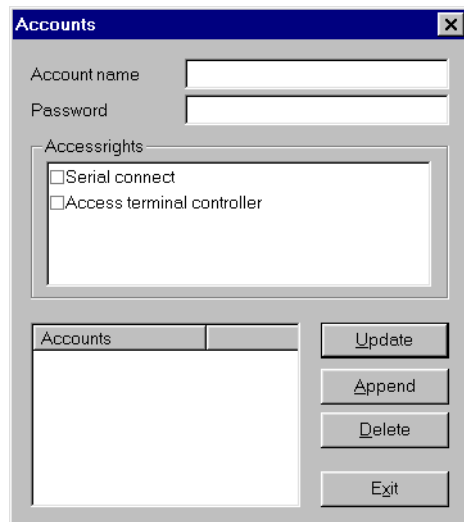 Accounts
Account name
Password
Accessrights
Serial connect
Access terminal controller
Accounts
Update
Append
Delete
Exit